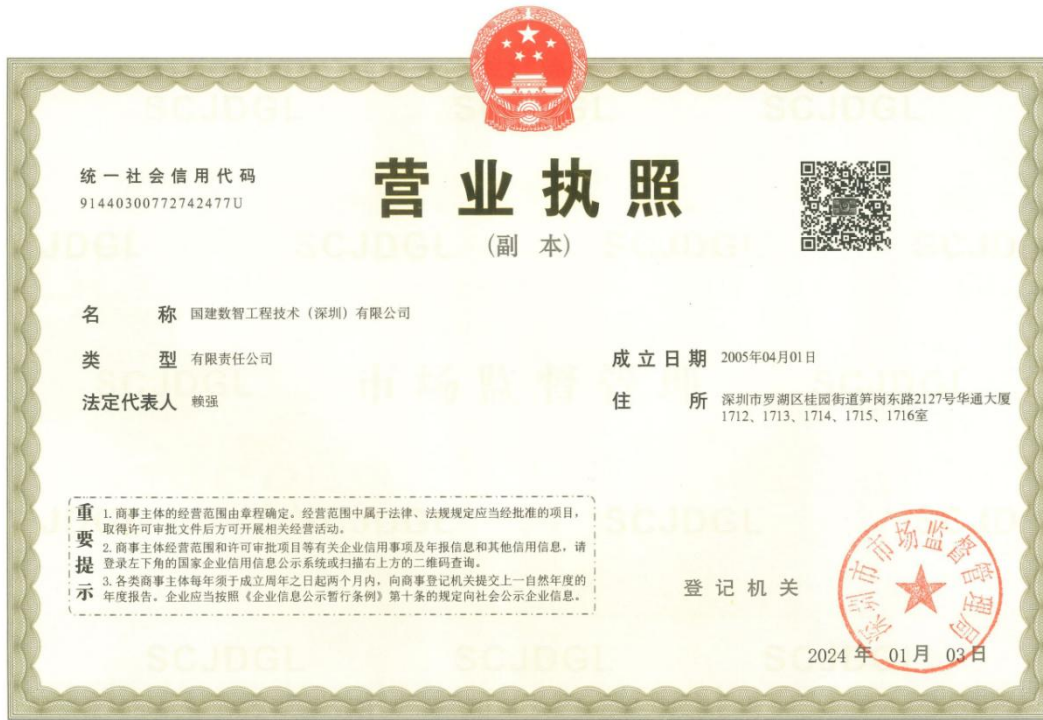 统一社会信用代码
91440300772742477U
营业执照
(副 本)
名 称 国建数智工程技术（深圳）有限公司
类 型 有限责任公司
法定代表人 赖强
成立日期 2005年04月01日
住 所 深圳市罗湖区桂园街道笋岗东路2127号华通大厦
1712、1713、1714、1715、1716室
重要提示
1. 商事主体的经营范围由章程确定。经营范围中属于法律、法规规定应当经批准的项目，
取得许可审批文件后方可开展相关经营活动。
2. 商事主体经营范围和许可审批项目等有关企业信用事项及年报信息和其他信用信息，请
登录左下角的国家企业信用信息公示系统或扫描右上方的二维码查询。
3. 各类商事主体每年须于成立周年之日起两个月内，向商事登记机关提交上一自然年度的
年度报告。企业应当按照《企业信息公示暂行条例》第十条的规定向社会公示企业信息。
登记机关
深圳市市场监督管理局
2024 年 01 月 03 日
SCJDGL
市场监督管理